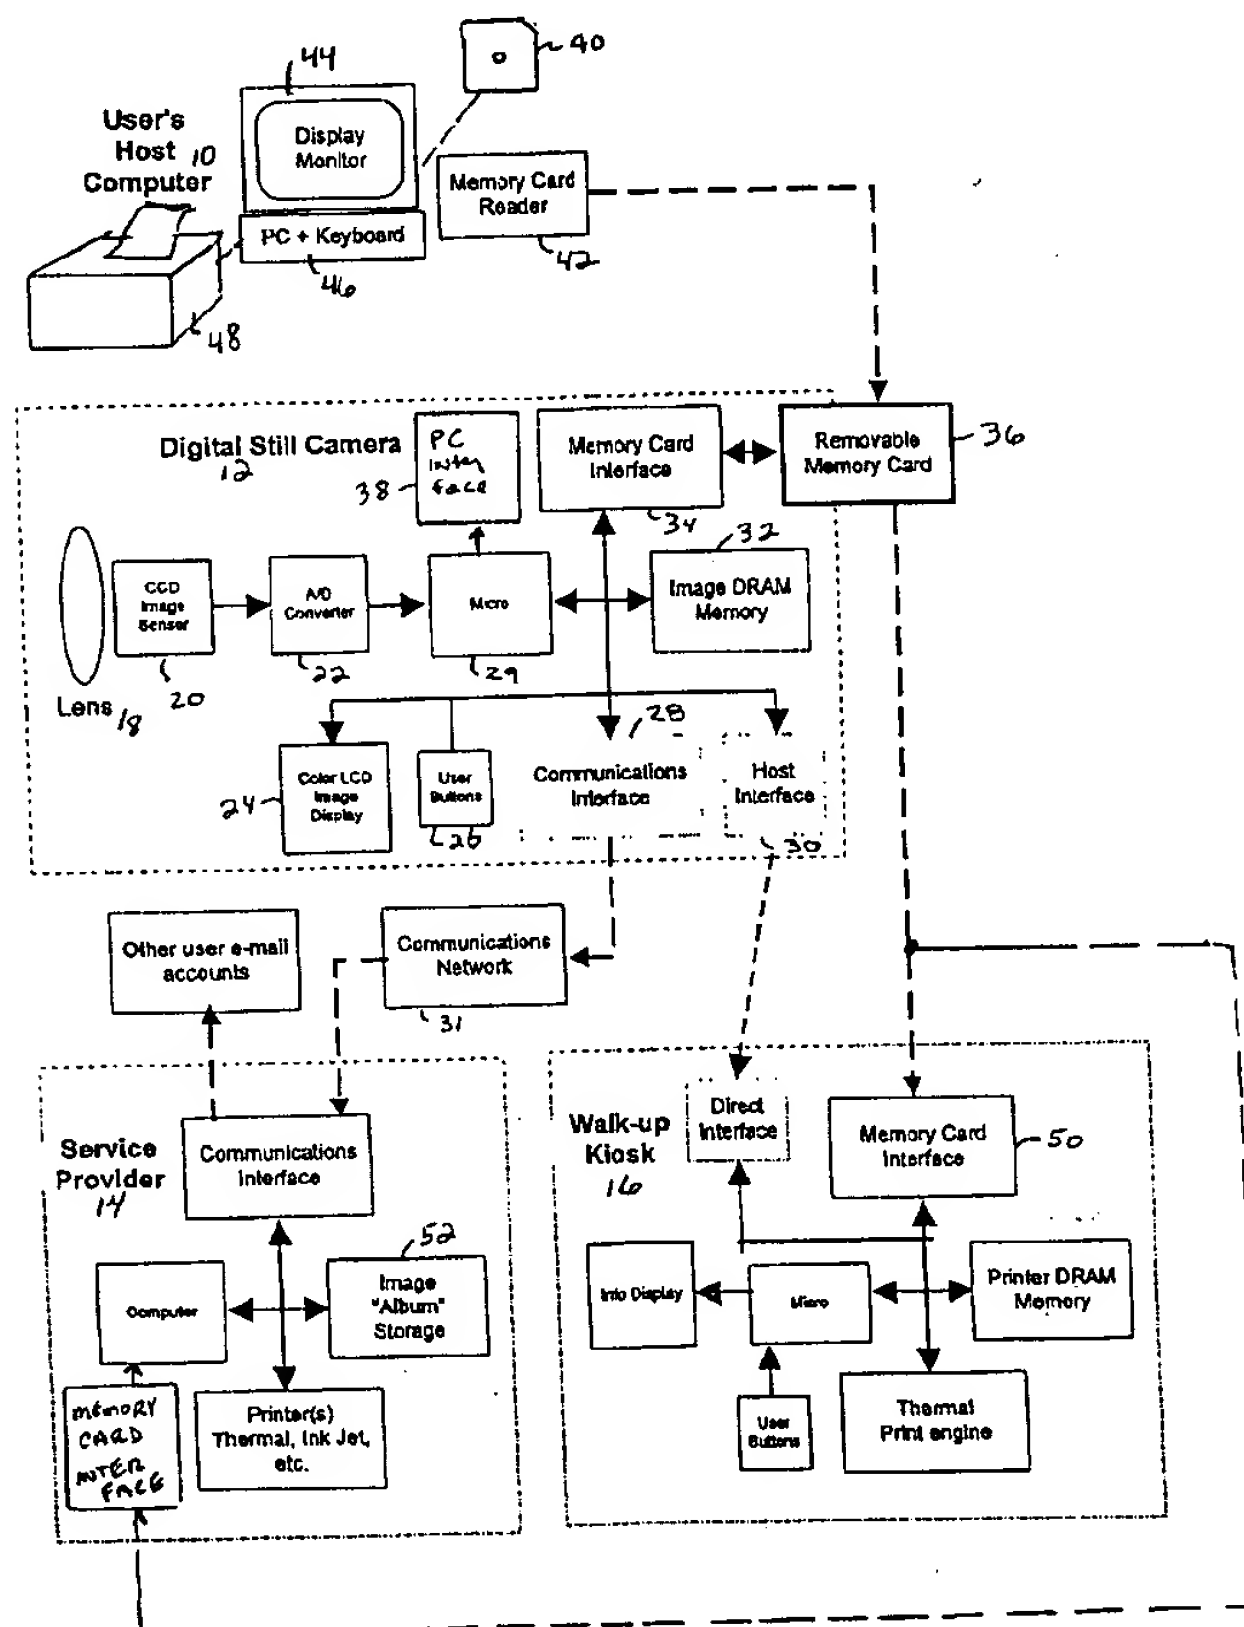 44
40
User's
Host 10
Computer
Display
Monitor
Memory Card
Reader
PC + Keyboard
42
46
48
Digital Still Camera
12
PC
Inter
face
38
Memory Card
Interface
34
Removable
Memory Card
36
32
CCD
Image
Sensor
20
A/D
Converter
22
Micro
29
Image DRAM
Memory
Lens 18
28
Color LCD
Image
Display
24
User
Buttons
26
Communications
Interface
Host
Interface
30
Other user e-mail
accounts
Communications
Network
31
Service
Provider
14
Communications
Interface
Walk-up
Kiosk
16
Direct
Interface
Memory Card
Interface
50
52
Computer
Image
"Album"
Storage
Info Display
Micro
Printer DRAM
Memory
MEMORY
CARD
INTER
FACE
Printer(s)
Thermal, Ink Jet,
etc.
User
Buttons
Thermal
Print engine